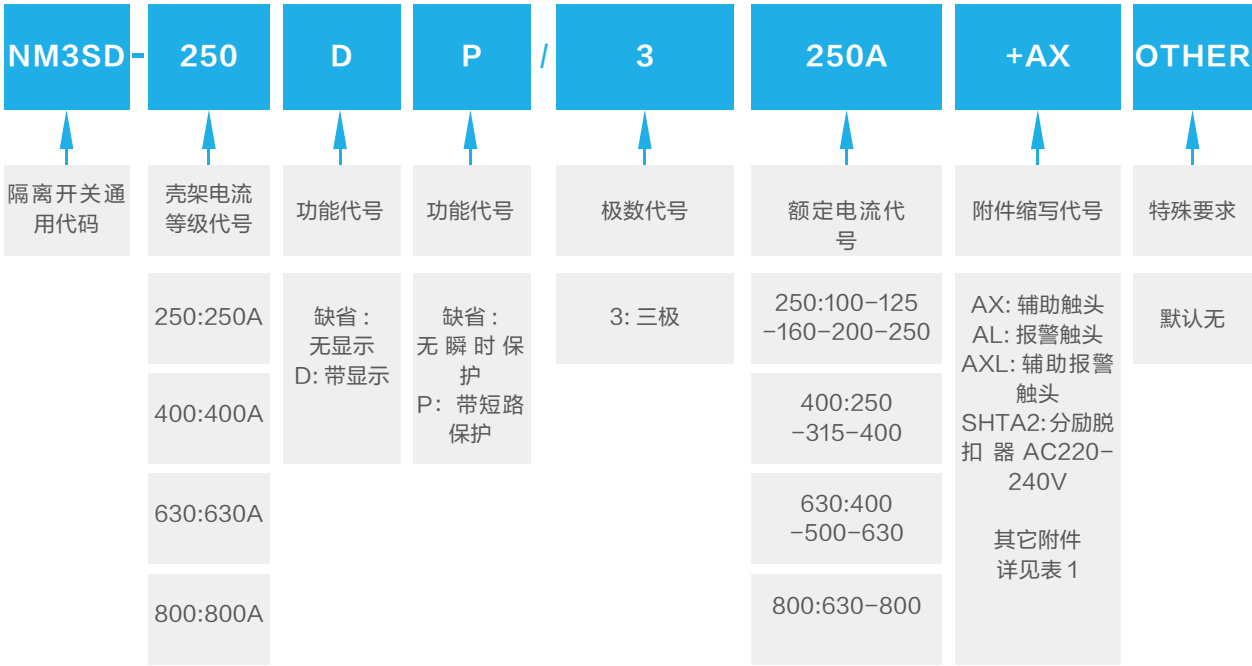 NM3SD-
250
D
P
/
3
250A
+AX
OTHER
隔离开关通
用代码
壳架电流
等级代号
功能代号
功能代号
极数代号
额定电流代
号
附件缩写代号
特殊要求
250:250A
400:400A
630:630A
800:800A
缺省：
无显示
D: 带显示
缺省：
无瞬时保
护
P: 带短路
保护
3: 三极
250:100-125
-160-200-250
400:250
-315-400
630:400
-500-630
800:630-800
AX: 辅助触头
AL: 报警触头
AXL: 辅助报警
触头
SHTA2:分励脱
扣器 AC220-
240V
其它附件
详见表 1
默认无